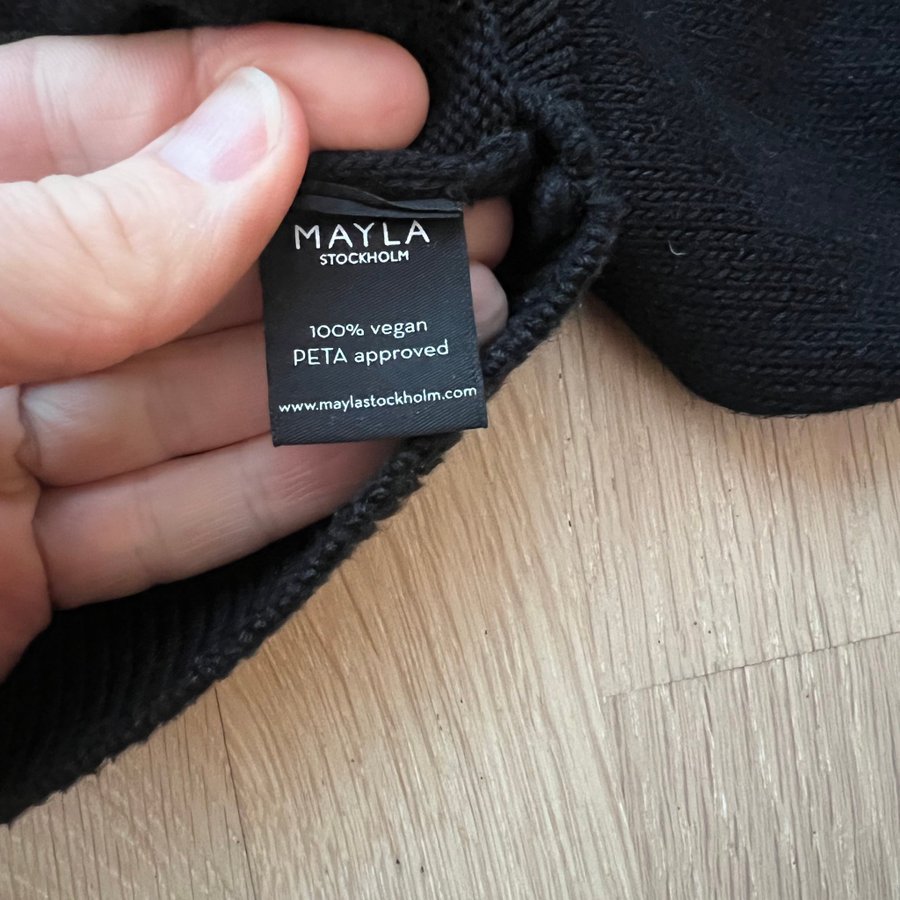 MAYLA
STOCKHOLM
100% vegan
PETA approved
www.maylastockholm.com